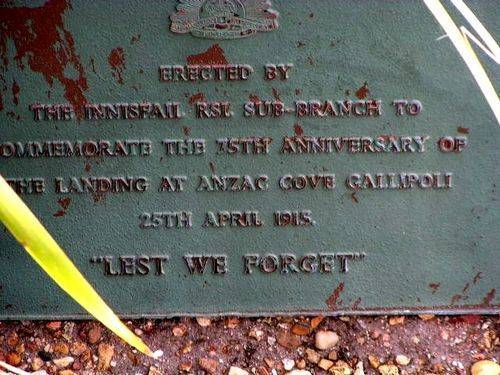 ERECTED BY
THE INNISFAIL RSL SUB-BRANCH TO
OMMEMORATE THE 75TH ANNIVERSARY OF
THE LANDING AT ANZAC COVE GALLIPOLI
25TH APRIL 1915.
"LEST WE FORGET"